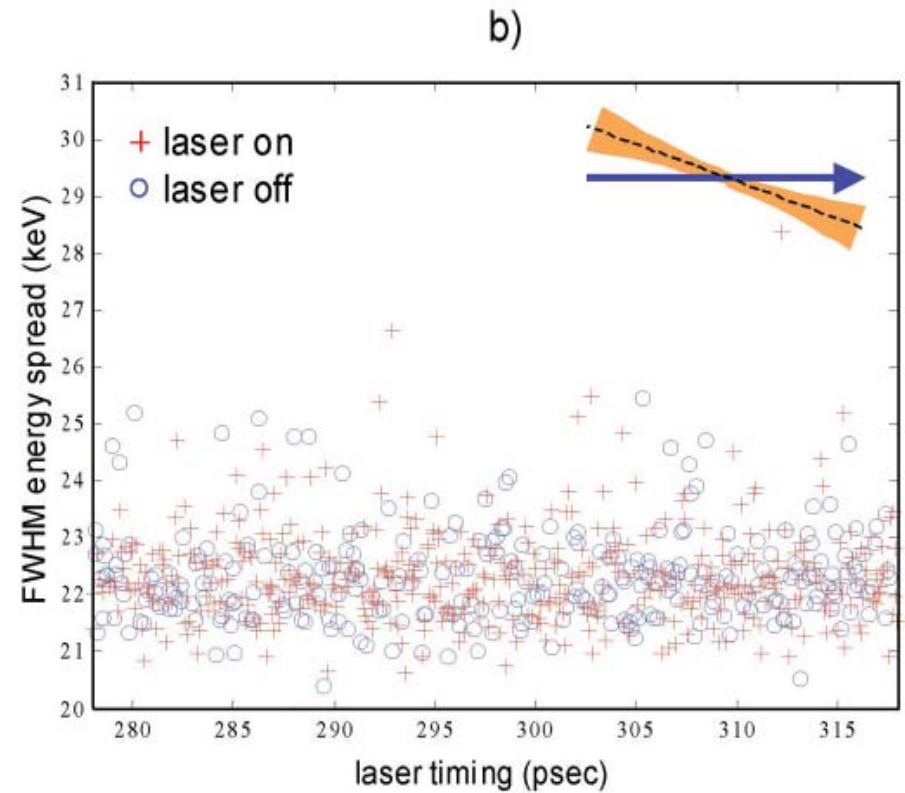 b)
31
30
29
28
27
26
25
24
23
22
21
20
FWHM energy spread (keV)
+ laser on
○ laser off
280 285 290 295 300 305 310 315
laser timing (psec)